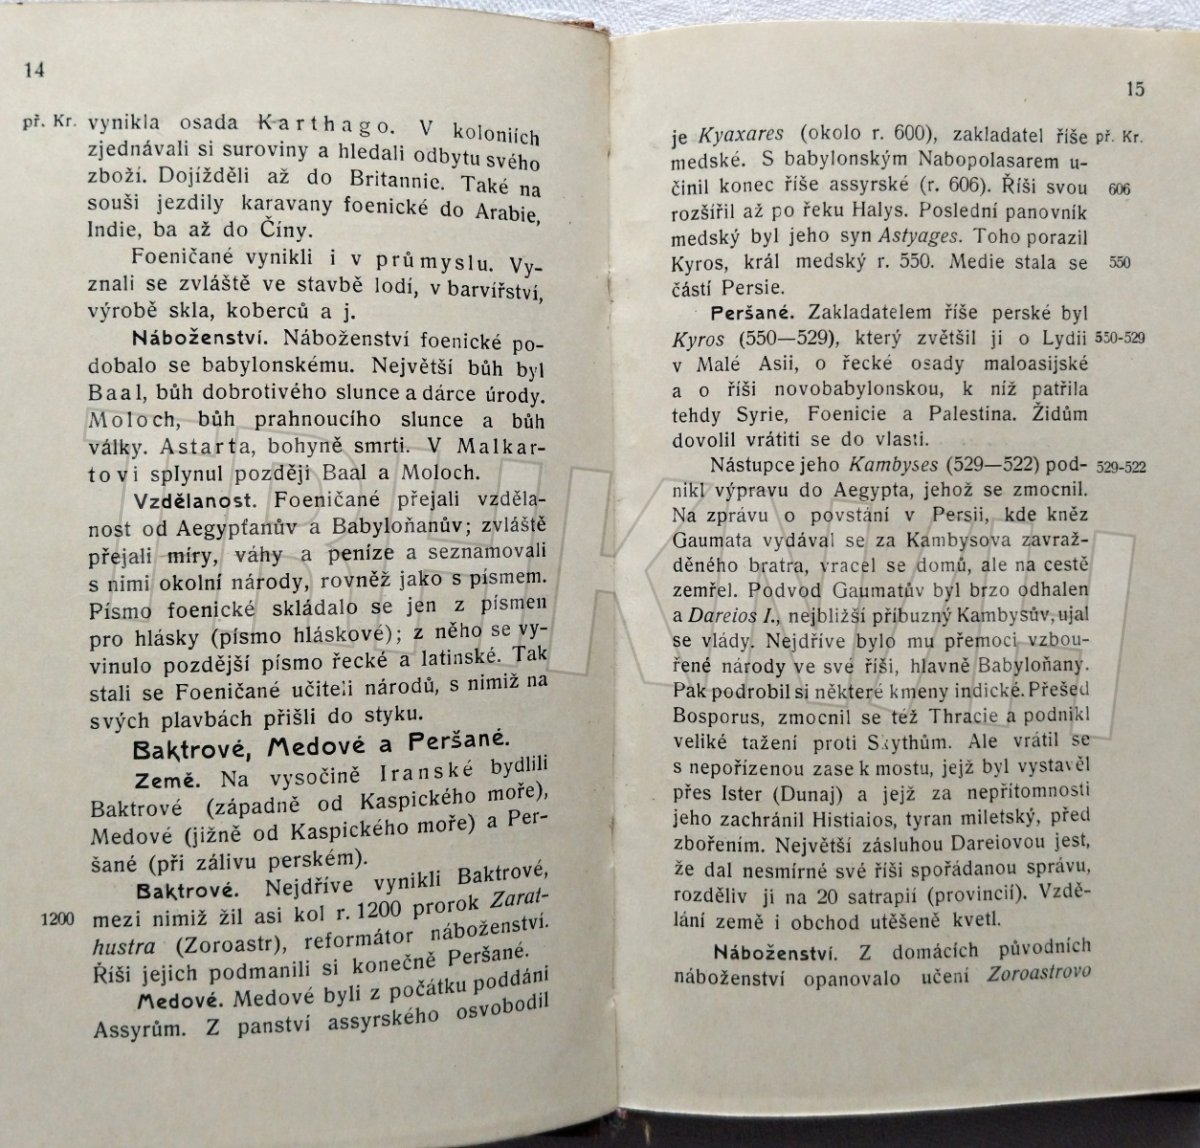 14
př. Kr. vynikla osada Karthago. V koloniích
zjednávali si suroviny a hledali odbytu svého
zboží. Dojížděli až do Britannie. Také na
souši jezdily karavany foenické do Arabie,
Indie, ba až do Číny.
Foeničané vynikli i v průmyslu. Vy-
znali se zvláště ve stavbě lodí, v barvířství,
výrobě skla, koberců a j.
Náboženství. Náboženství foenické po-
dobalo se babylonskému. Největší bůh byl
Baal, bůh dobrotivého slunce a dárce úrody.
Moloch, bůh prahnoucího slunce a bůh
války. Astarta, bohyně smrti. V Malkar-
tovi splynul později Baal a Moloch.
Vzdělanost. Foeničané přejali vzděla-
nost od Aegypťanův a Babyloňanův; zvláště
přejali míry, váhy a peníze a seznamovali
s nimi okolní národy, rovněž jako s písmem.
Písmo foenické skládalo se jen z písmen
pro hlásky (písmo hláskové); z něho se vy-
vinulo pozdější písmo řecké a latinské. Tak
stali se Foeničané učiteli národů, s nimiž na
svých plavbách přišli do styku.
Baktrové, Medové a Peršané.
Země. Na vysočině Iranské bydlili
Baktrové (západně od Kaspického moře),
Medové (jižně od Kaspického moře) a Per-
šané (při zálivu perském).
Baktrové. Nejdříve vynikli Baktrové,
1200 mezi nimiž žil asi kol r. 1200 prorok Zarat-
hustra (Zoroastr), reformátor náboženství.
Říši jejich podmanili si konečně Peršané.
Medové. Medové byli z počátku poddáni
Assyrům. Z panství assyrského osvobodil
15
je Kyaxares (okolo r. 600), zakladatel říše př. Kr.
medské. S babylonským Nabopolasarem u-
činil konec říše assyrské (r. 606). Říši svou 606
rozšířil až po řeku Halys. Poslední panovník
medský byl jeho syn Astyages. Toho porazil
Kyros, král medský r. 550. Medie stala se 550
částí Persie.
Peršané. Zakladatelem říše perské byl
Kyros (550—529), který zvětšil ji o Lydii 550-529
v Malé Asii, o řecké osady maloasijské
a o říši novobabylonskou, k níž patřila
tehdy Syrie, Foenicie a Palestina. Židům
dovolil vrátiti se do vlasti.
Nástupce jeho Kambyses (529—522) pod- 529-522
nikl výpravu do Aegypta, jehož se zmocnil.
Na zprávu o povstání v Persii, kde kněz
Gaumata vydával se za Kambysova zavraž-
děného bratra, vracel se domů, ale na cestě
zemřel. Podvod Gaumatův byl brzo odhalen
a Dareios I., nejbližší příbuzný Kambysův, ujal
se vlády. Nejdříve bylo mu přemoci vzbou-
řené národy ve své říši, hlavně Babyloňany.
Pak podrobil si některé kmeny indické. Přešed
Bosporus, zmocnil se též Thracie a podnikl
veliké tažení proti Skythům. Ale vrátil se
s nepořízenou zase k mostu, jejž byl vystavěl
přes Ister (Dunaj) a jejž za nepřítomnosti
jeho zachránil Histiaios, tyran miletský, před
zbořením. Největší zásluhou Dareiovou jest,
že dal nesmírné své říši spořádanou správu,
rozděliv ji na 20 satrapií (provincií). Vzdě-
lání země i obchod utěšeně kvetl.
Náboženství. Z domácích původních
náboženství opanovalo učení Zoroastrovo